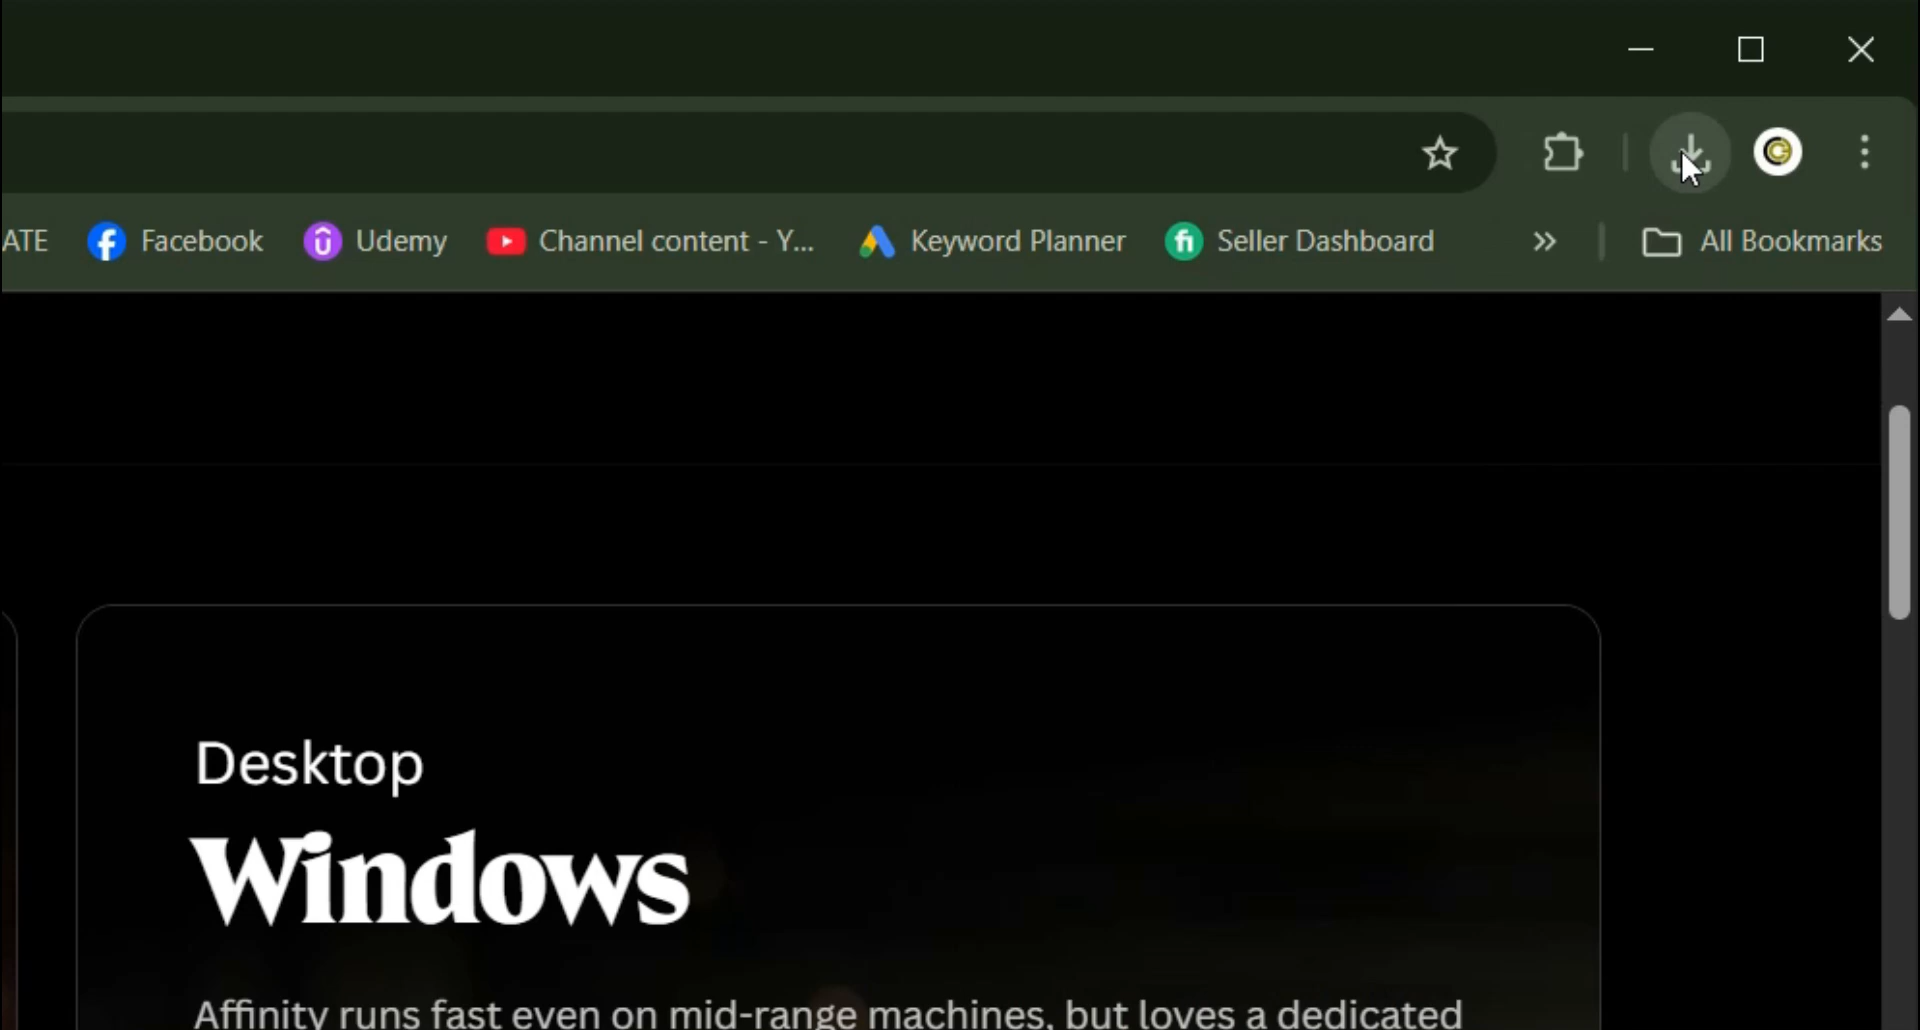 ATE Facebook Udemy Channel content - Y... Keyword Planner Seller Dashboard » All Bookmarks
Desktop
Windows
Affinity runs fast even on mid-range machines, but loves a dedicated